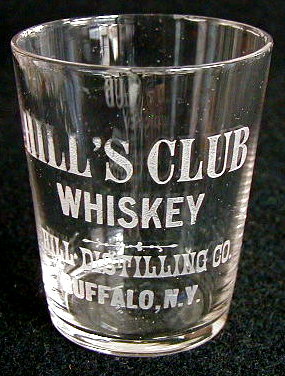 HILL'S CLUB
WHISKEY
HILL DISTILLING CO.
BUFFALO, N.Y.